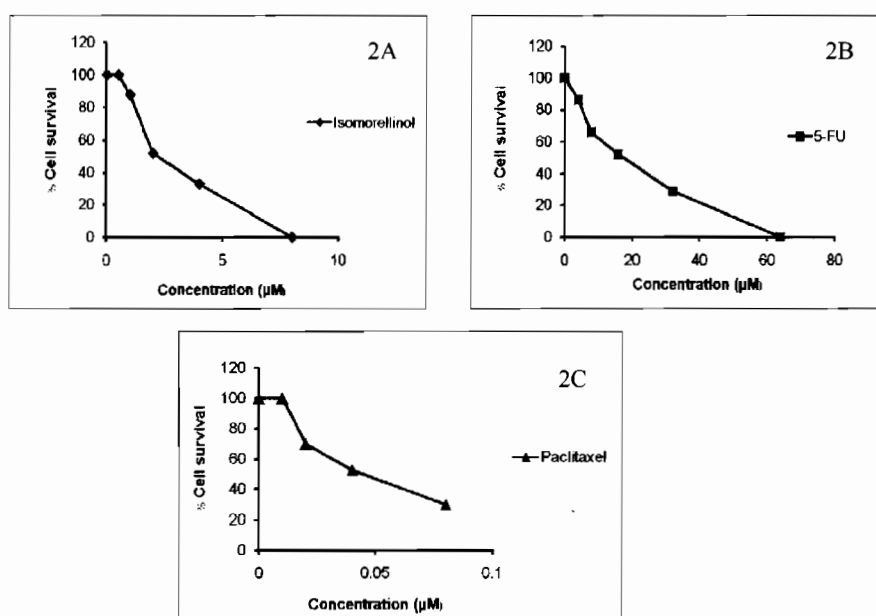 2A
120
100
80
60
40
20
0
% Cell survival
Isomorellinol
0 5 10
Concentration (µM)
2B
120
100
80
60
40
20
0
% Cell survival
5-FU
0 20 40 60 80
Concentration (µM)
2C
120
100
80
60
40
20
0
% Cell survival
Paclitaxel
0 0.05 0.1
Concentration (µM)